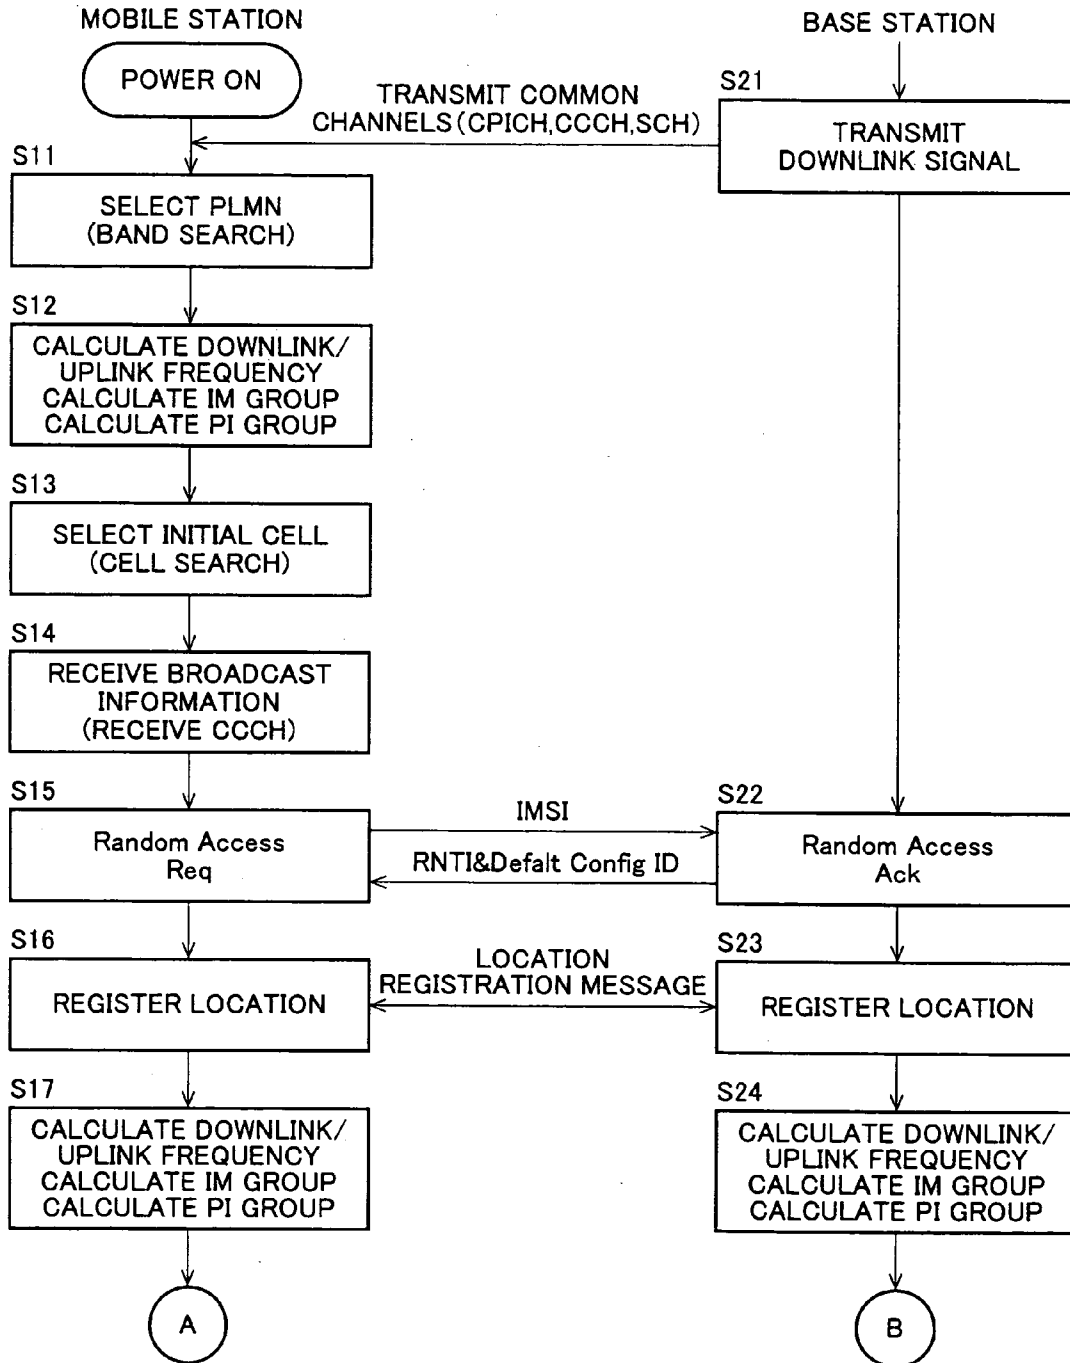 MOBILE STATION
BASE STATION
POWER ON
TRANSMIT COMMON
CHANNELS(CPICH,CCCH,SCH)
S21
TRANSMIT
DOWNLINK SIGNAL
S11
SELECT PLMN
(BAND SEARCH)
S12
CALCULATE DOWNLINK/
UPLINK FREQUENCY
CALCULATE IM GROUP
CALCULATE PI GROUP
S13
SELECT INITIAL CELL
(CELL SEARCH)
S14
RECEIVE BROADCAST
INFORMATION
(RECEIVE CCCH)
S15
Random Access
Req
IMSI
RNTI&Defalt Config ID
S22
Random Access
Ack
S16
REGISTER LOCATION
LOCATION
REGISTRATION MESSAGE
S23
REGISTER LOCATION
S17
CALCULATE DOWNLINK/
UPLINK FREQUENCY
CALCULATE IM GROUP
CALCULATE PI GROUP
S24
CALCULATE DOWNLINK/
UPLINK FREQUENCY
CALCULATE IM GROUP
CALCULATE PI GROUP
A
B